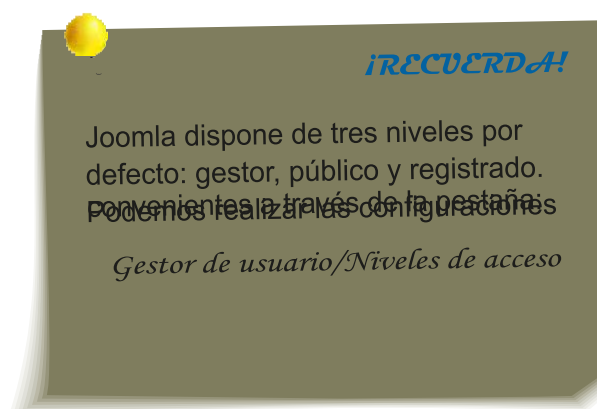 ¡RECUERDA!
Joomla dispone de tres niveles por
defecto: gestor, público y registrado.
Podemos realizar las configuraciones
convenientes a través de la pestaña:
Gestor de usuario/Niveles de acceso